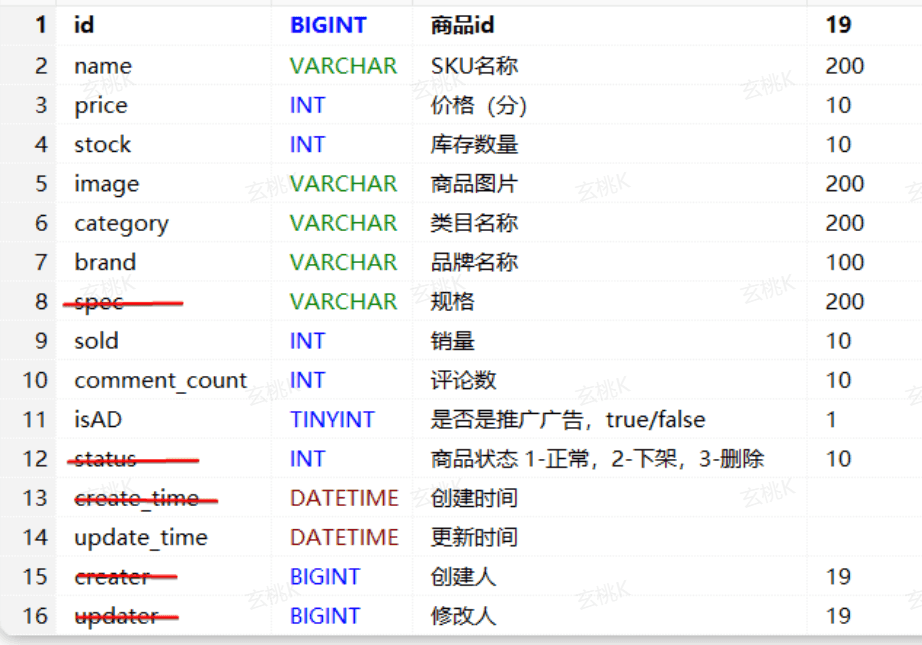 1 id BIGINT 商品id 19
2 name VARCHAR SKU名称 200
3 price INT 价格（分） 10
4 stock INT 库存数量 10
5 image VARCHAR 商品图片 200
6 category VARCHAR 类目名称 200
7 brand VARCHAR 品牌名称 100
8 spec VARCHAR 规格 200
9 sold INT 销量 10
10 comment_count INT 评论数 10
11 isAD TINYINT 是否是推广广告，true/false 1
12 status INT 商品状态 1-正常，2-下架，3-删除 10
13 create_time DATETIME 创建时间
14 update_time DATETIME 更新时间
15 creater BIGINT 创建人 19
16 updater BIGINT 修改人 19
玄桃K